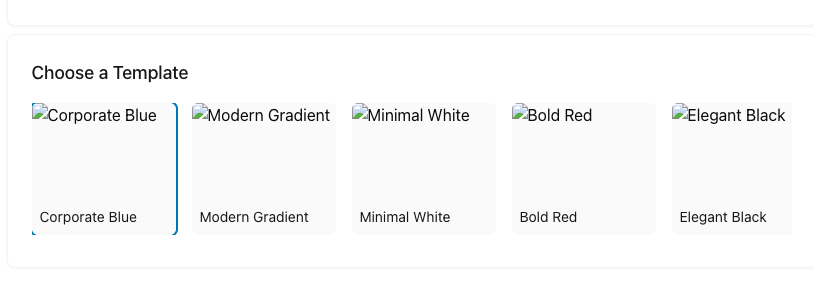 Choose a Template
Corporate Blue
Modern Gradient
Minimal White
Bold Red
Elegant Black
Corporate Blue
Modern Gradient
Minimal White
Bold Red
Elegant Black